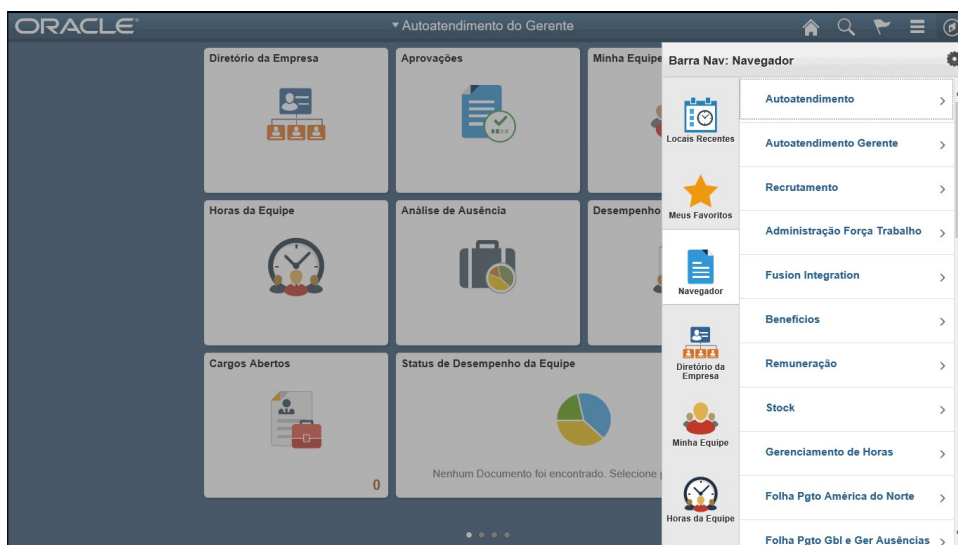 ORACLE
Autoatendimento do Gerente
Diretório da Empresa
Aprovações
Minha Equipe
Horas da Equipe
Análise de Ausência
Desempenho
Cargos Abertos
0
Status de Desempenho da Equipe
Nenhum Documento foi encontrado. Selecione
Barra Nav: Navegador
Locais Recentes
Meus Favoritos
Navegador
Diretório da
Empresa
Minha Equipe
Horas da Equipe
Autoatendimento
Autoatendimento Gerente
Recrutamento
Administração Força Trabalho
Fusion Integration
Benefícios
Remuneração
Stock
Gerenciamento de Horas
Folha Pgto América do Norte
Folha Pgto Gbl e Ger Ausências